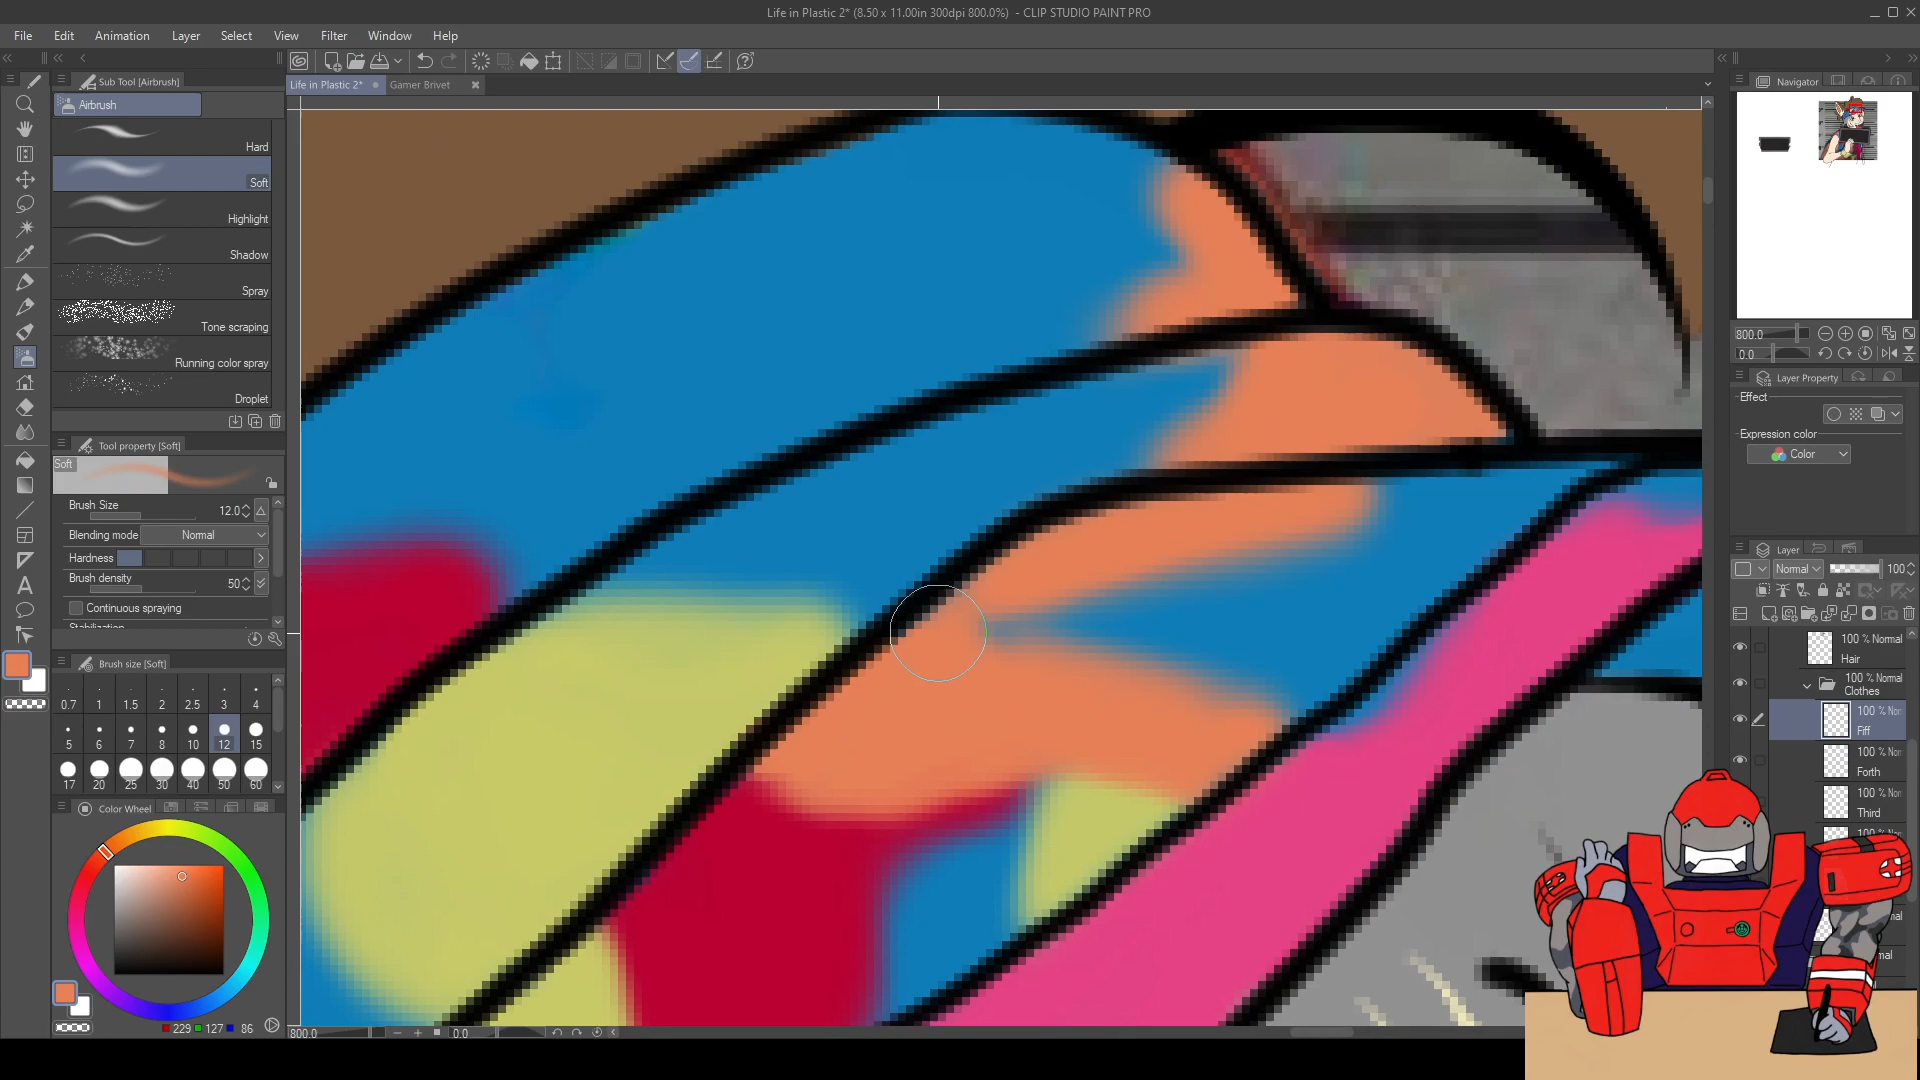 Life in Plastic 2* (8.50 x 11.00in 300dpi 800.0%) - CLIP STUDIO PAINT PRO
File Edit Animation Layer Select View Filter Window Help
Sub Tool [Airbrush]
Life in Plastic 2* Gamer Brivet
Navigator
Airbrush
Hard
Soft
Highlight
Shadow
Spray
Tone scraping
Running color spray
Droplet
Tool property [Soft]
Soft
Brush Size 12.0
Blending mode Normal
Hardness
Brush density 50
Continuous spraying
Brush size [Soft]
0.7 1 1.5 2 2.5 3 4
5 6 7 8 10 12 15
17 20 25 30 40 50 60
Color Wheel
229 127 86
800.0 0.0
800.0
0.0
Layer Property
Effect
Expression color
Color
Layer
Normal 100
100 % Normal
Hair
100 % Normal
Clothes
100 % Nor
Fiff
100 % Nor
Forth
100 % Nor
Third